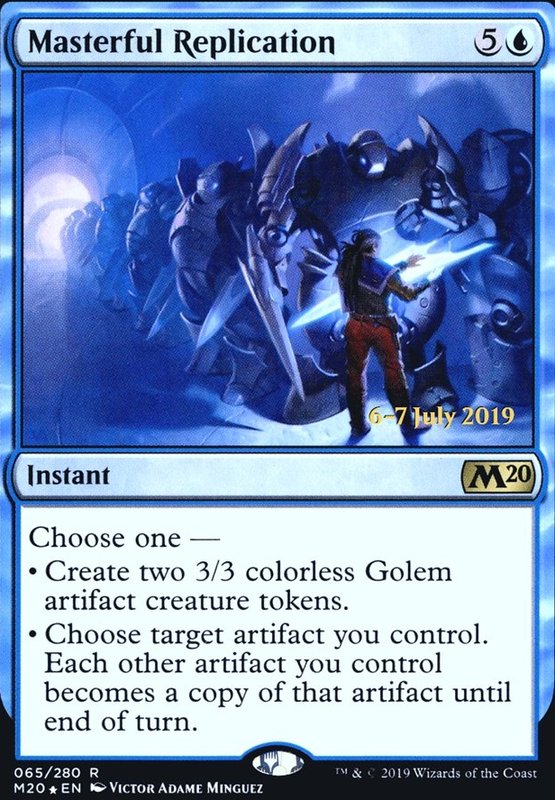 Masterful Replication 5
6–7 July 2019
Instant M20
Choose one —
• Create two 3/3 colorless Golem
artifact creature tokens.
• Choose target artifact you control.
Each other artifact you control
becomes a copy of that artifact until
end of turn.
065/280 R
M20 ★ EN Victor Adame Minguez
™ & © 2019 Wizards of the Coast